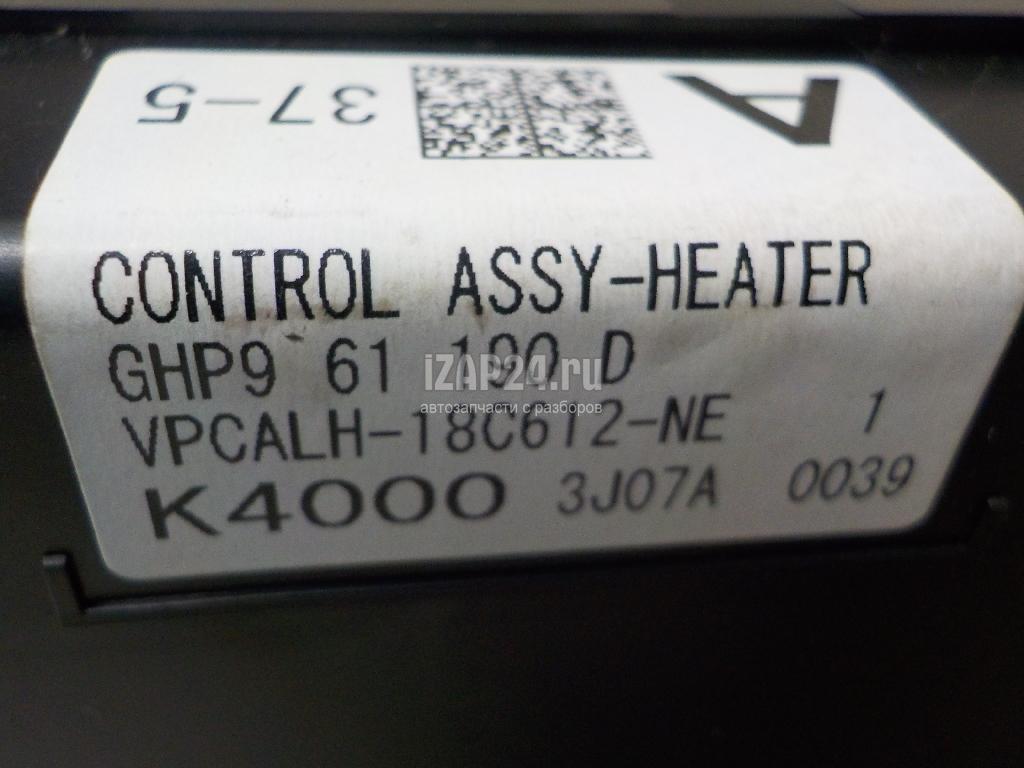 37-5 A
CONTROL ASSY-HEATER
GHP9 61 190 D
iZAP24.ru
автозапчасти с разборов
VPCALH-18C612-NE 1
K4000 3J07A 0039